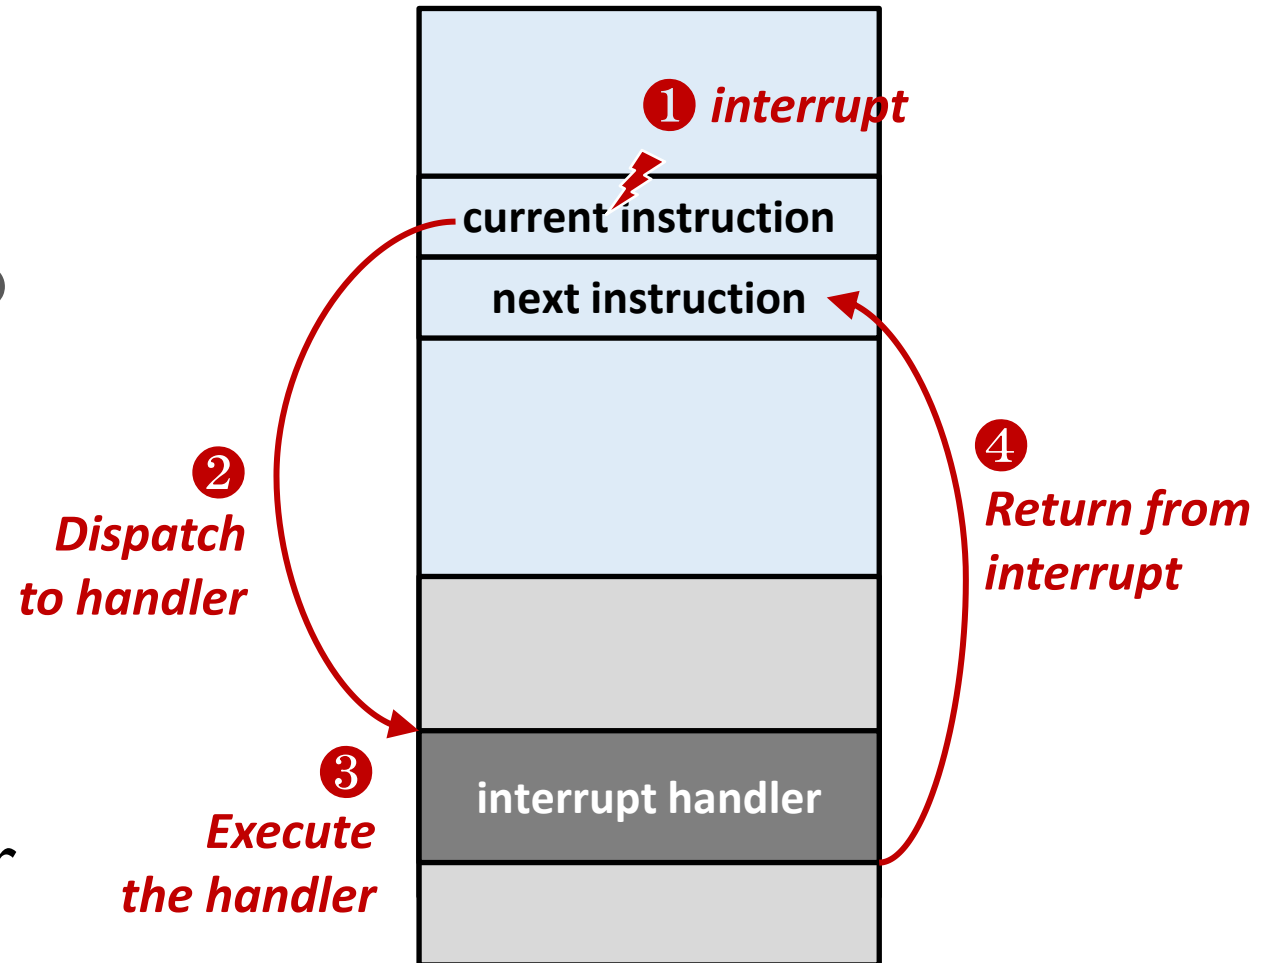 ❶ interrupt
current instruction
next instruction
❷
Dispatch
to handler
❸
Execute
the handler
interrupt handler
❹
Return from
interrupt